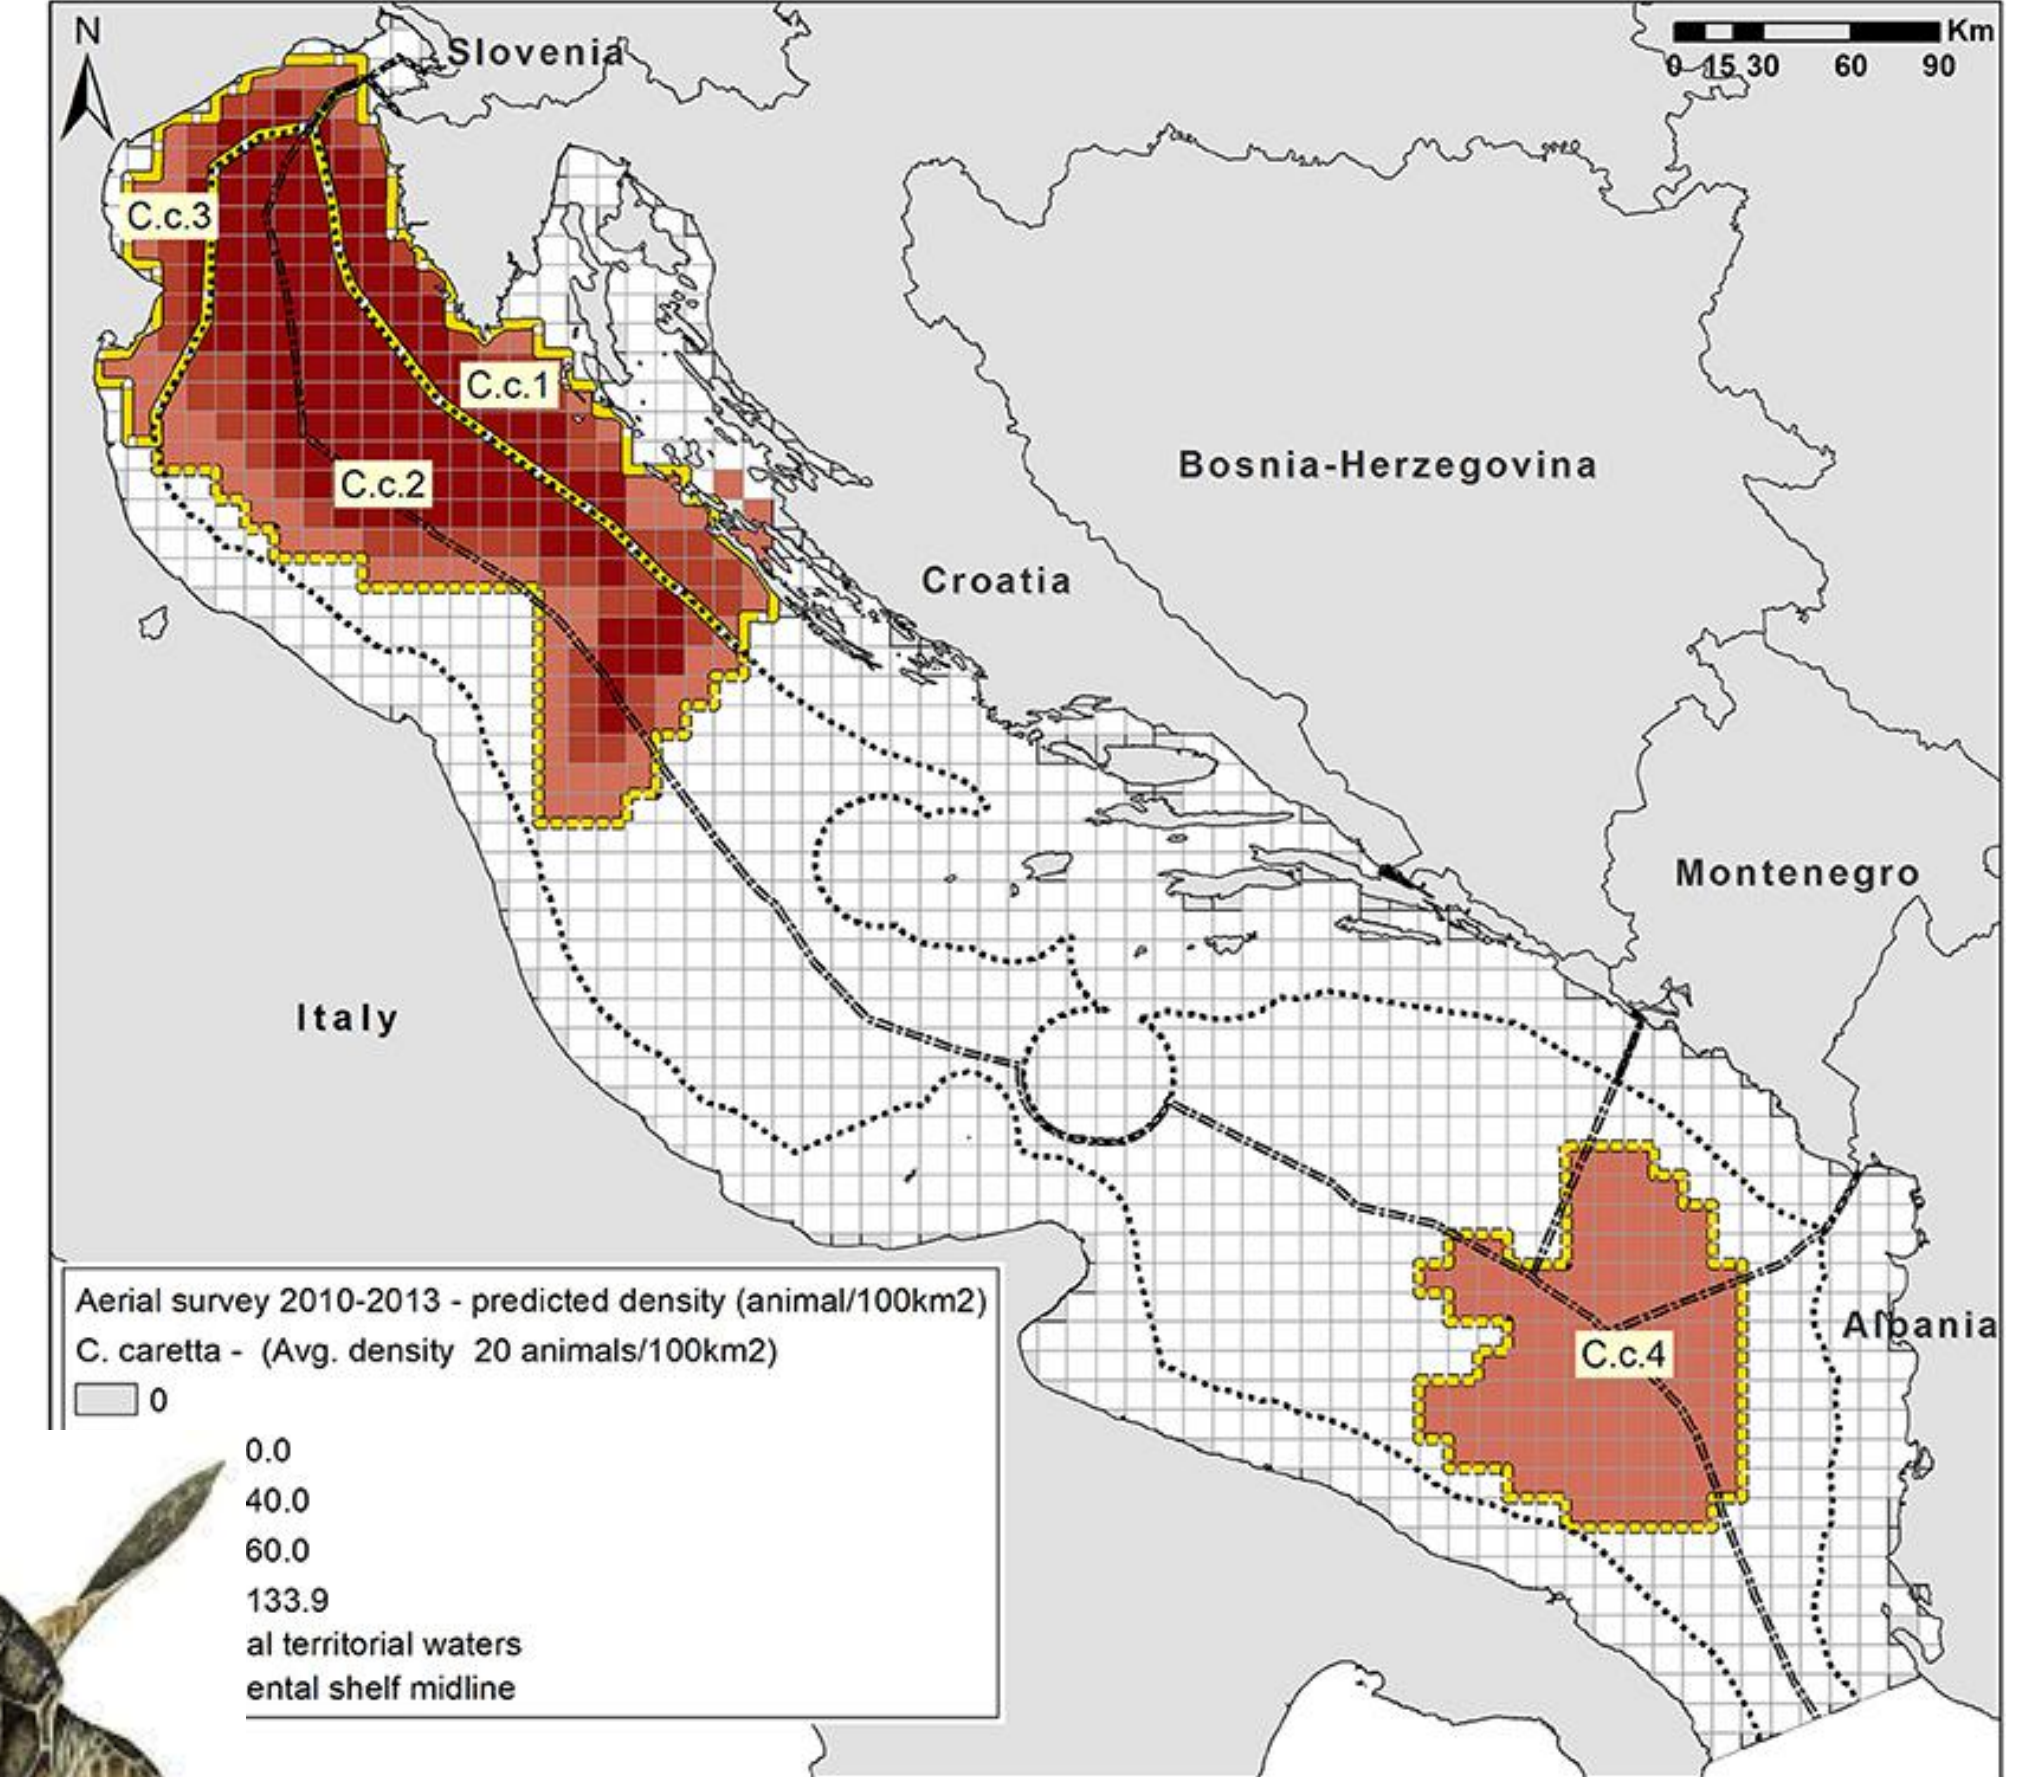 N
Slovenia
Km
0 15 30 60 90
C.c.3
C.c.1
C.c.2
Bosnia-Herzegovina
Croatia
Montenegro
Italy
Albania
C.c.4
Aerial survey 2010-2013 - predicted density (animal/100km2)
C. caretta - (Avg. density 20 animals/100km2)
0
0.0
40.0
60.0
133.9
al territorial waters
ental shelf midline